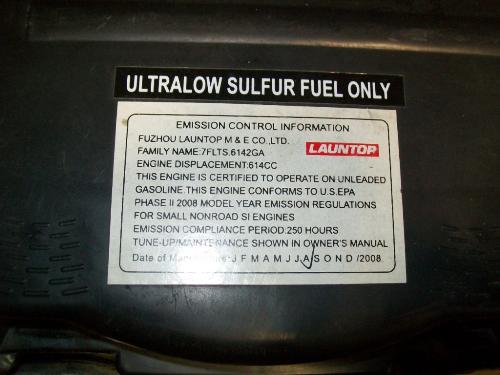 ULTRALOW SULFUR FUEL ONLY
EMISSION CONTROL INFORMATION
FUZHOU LAUNTOP M & E CO.,LTD.
LAUNTOP
FAMILY NAME:7FLTS.6142GA
ENGINE DISPLACEMENT:614CC
THIS ENGINE IS CERTIFIED TO OPERATE ON UNLEADED
GASOLINE.THIS ENGINE CONFORMS TO U.S.EPA
PHASE II 2008 MODEL YEAR EMISSION REGULATIONS
FOR SMALL NONROAD SI ENGINES
EMISSION COMPLIANCE PERIOD:250 HOURS
TUNE-UP/MAINTENANCE SHOWN IN OWNER'S MANUAL
Date of Manufacture: J F M A M J J A S O N D /2008